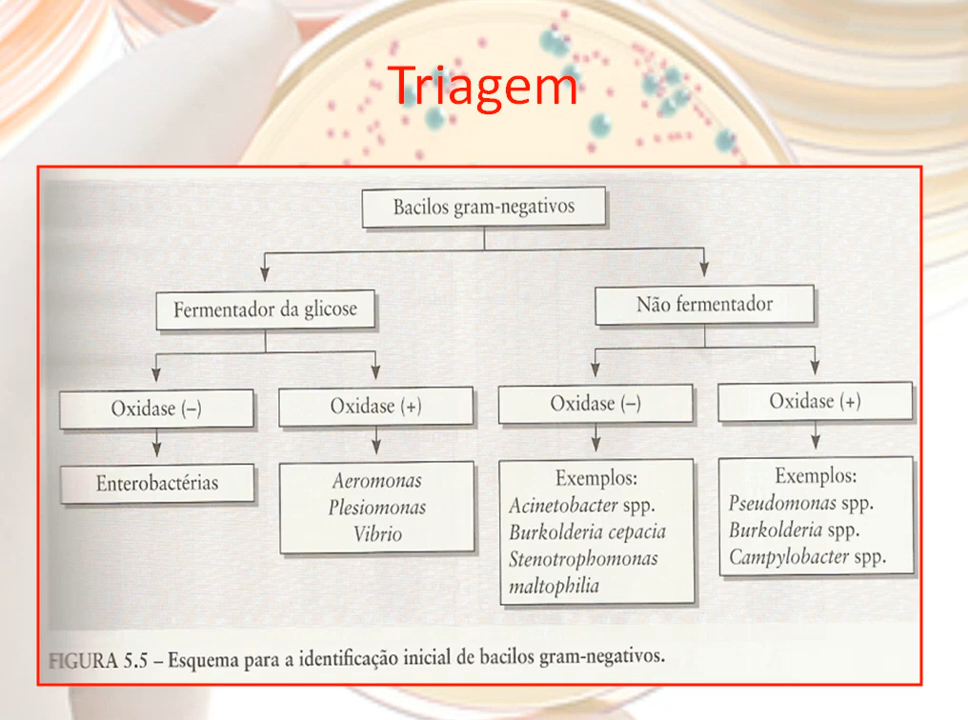 Triagem
Bacilos gram-negativos
Fermentador da glicose
Não fermentador
Oxidase (–)
Oxidase (+)
Oxidase (–)
Oxidase (+)
Enterobactérias
Aeromonas
Plesiomonas
Vibrio
Exemplos:
Acinetobacter spp.
Burkolderia cepacia
Stenotrophomonas
maltophilia
Exemplos:
Pseudomonas spp.
Burkolderia spp.
Campylobacter spp.
FIGURA 5.5 – Esquema para a identificação inicial de bacilos gram-negativos.